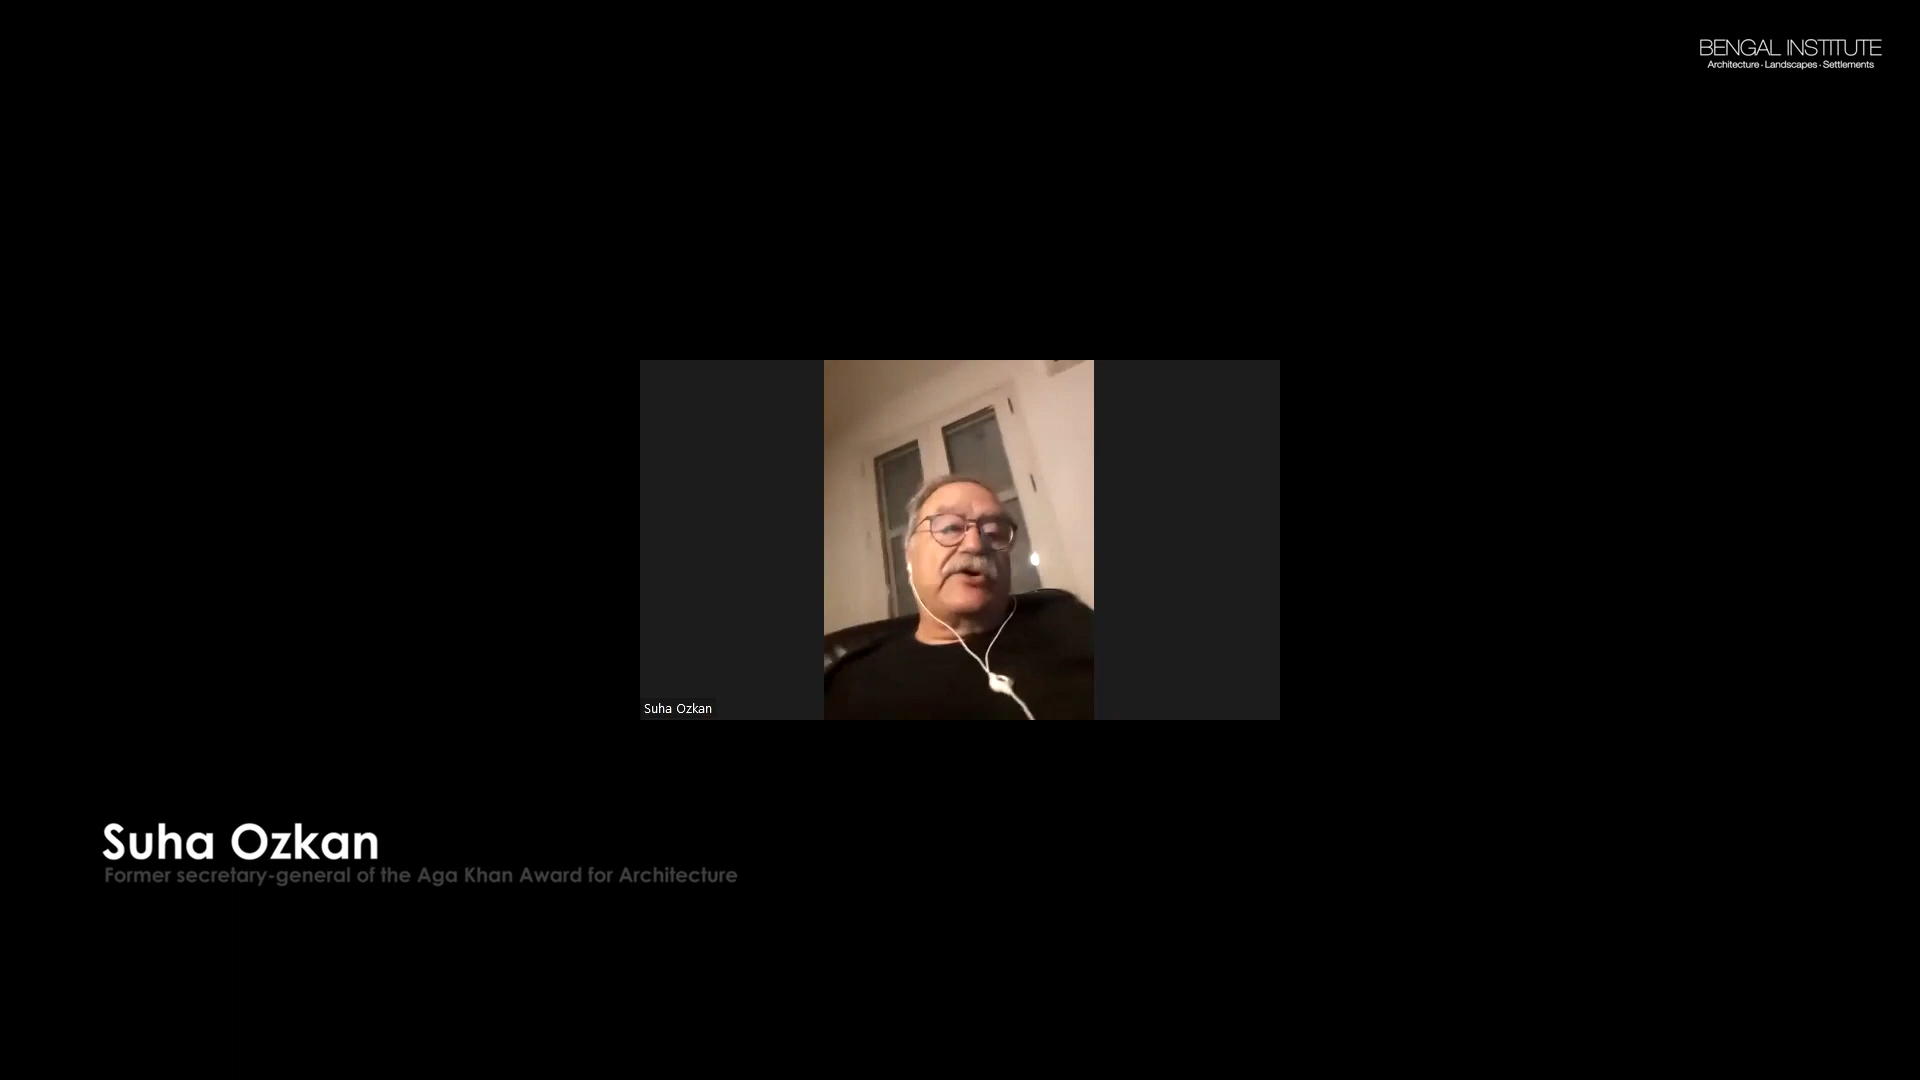 BENGAL INSTITUTE
Architecture · Landscapes · Settlements
Suha Ozkan
Suha Ozkan
Former secretary-general of the Aga Khan Award for Architecture